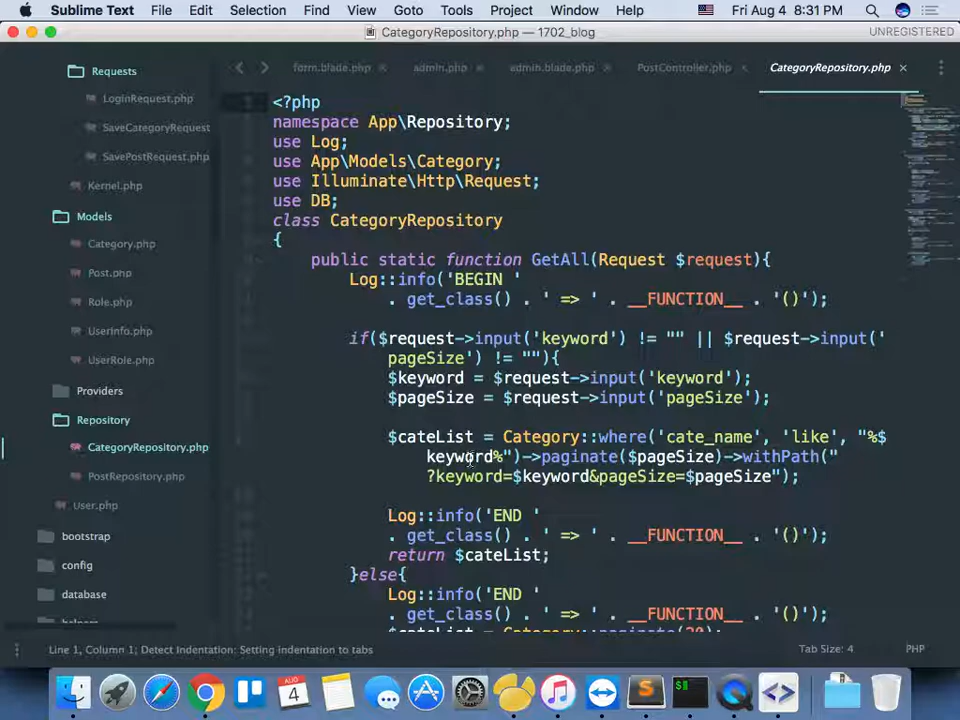 Sublime Text File Edit Selection Find View Goto Tools Project Window Help Fri Aug 4 8:31 PM
CategoryRepository.php — 1702_blog UNREGISTERED
form.blade.php admin.php admin.blade.php PostController.php CategoryRepository.php
Requests
LoginRequest.php
SaveCategoryRequest
SavePostRequest.php
Kernel.php
Models
Category.php
Post.php
Role.php
UserInfo.php
UserRole.php
Providers
Repository
CategoryRepository.php
PostRepository.php
User.php
bootstrap
config
database
helpers
<?php
namespace App\Repository;
use Log;
use App\Models\Category;
use Illuminate\Http\Request;
use DB;
class CategoryRepository
{
public static function GetAll(Request $request){
Log::info('BEGIN '
. get_class() . ' => ' . __FUNCTION__ . '()');
if($request->input('keyword') != "" || $request->input('
pageSize') != ""){
$keyword = $request->input('keyword');
$pageSize = $request->input('pageSize');
$cateList = Category::where('cate_name', 'like', "%$
keyword%")->paginate($pageSize)->withPath("
?keyword=$keyword&pageSize=$pageSize");
Log::info('END '
. get_class() . ' => ' . __FUNCTION__ . '()');
return $cateList;
}else{
Log::info('END '
. get_class() . ' => ' . __FUNCTION__ . '()');
$cateList = Category::paginate(20);
Line 1, Column 1; Detect Indentation: Setting indentation to tabs Tab Size: 4 PHP
AUG
4